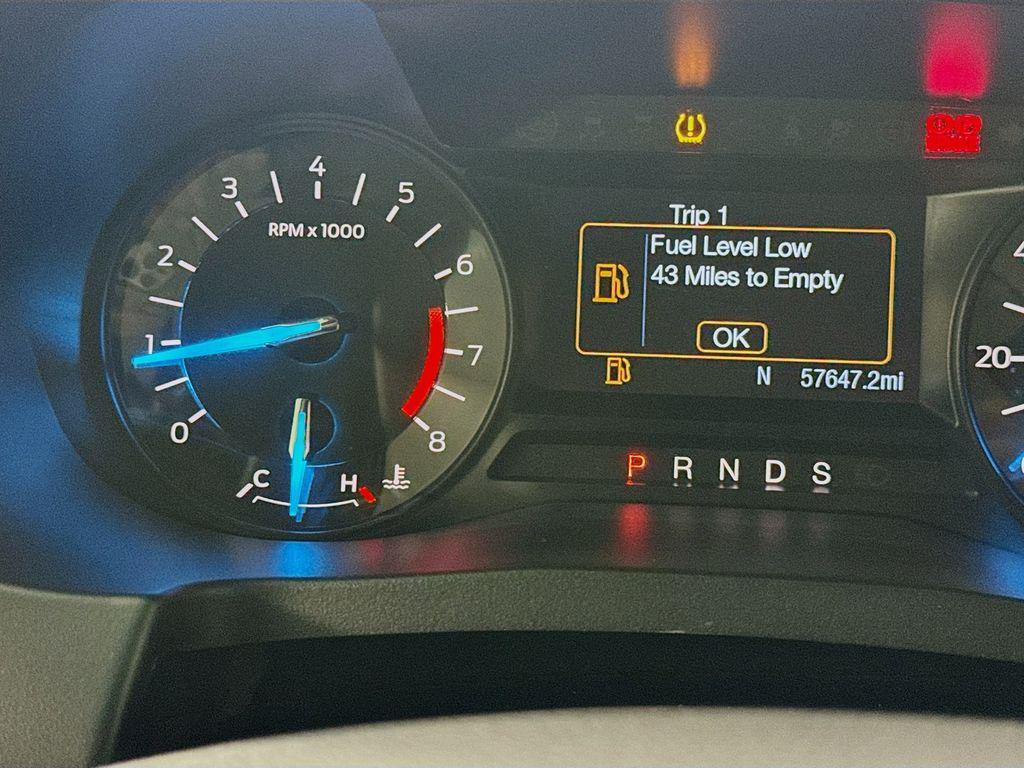 0
1
2
3
4
5
6
7
8
RPM x 1000
C
H
Trip 1
Fuel Level Low
43 Miles to Empty
OK
N 57647.2mi
P R N D S
20